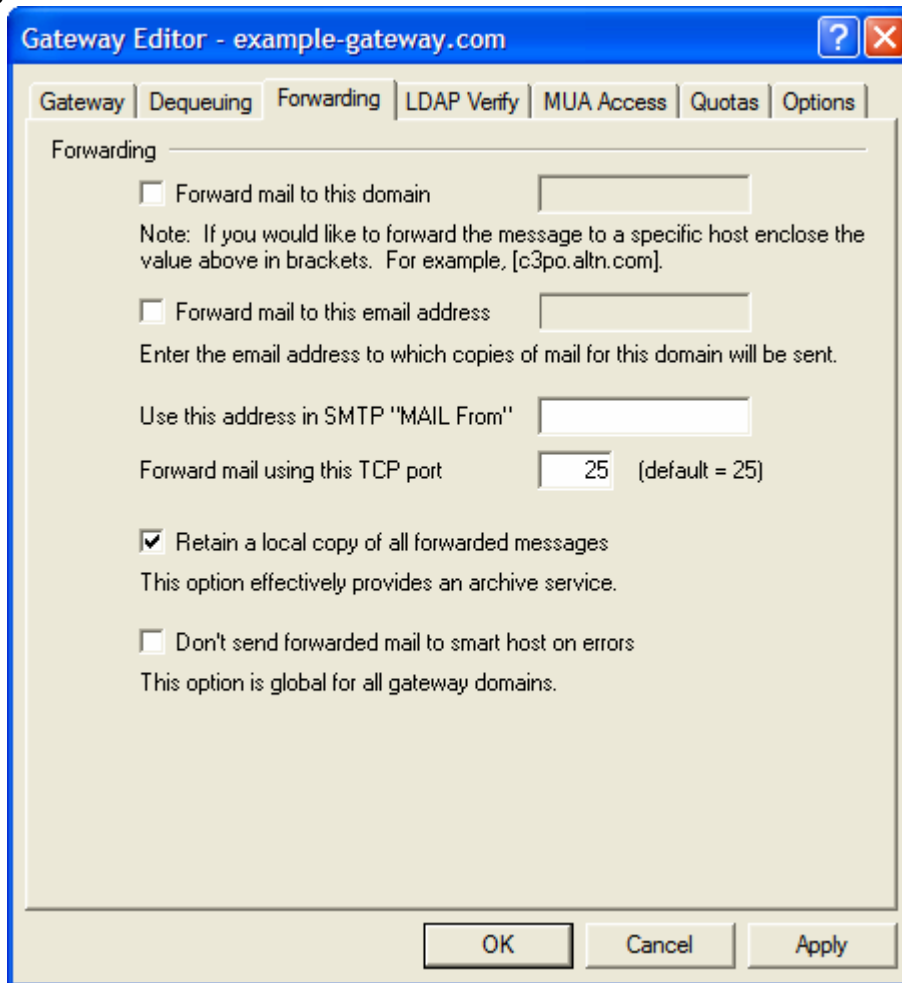 Gateway Editor - example-gateway.com
Gateway Dequeuing Forwarding LDAP Verify MUA Access Quotas Options
Forwarding
Forward mail to this domain
Note:  If you would like to forward the message to a specific host enclose the
value above in brackets.  For example, [c3po.altn.com].
Forward mail to this email address
Enter the email address to which copies of mail for this domain will be sent.
Use this address in SMTP "MAIL From"
Forward mail using this TCP port 25 (default = 25)
Retain a local copy of all forwarded messages
This option effectively provides an archive service.
Don't send forwarded mail to smart host on errors
This option is global for all gateway domains.
OK Cancel Apply